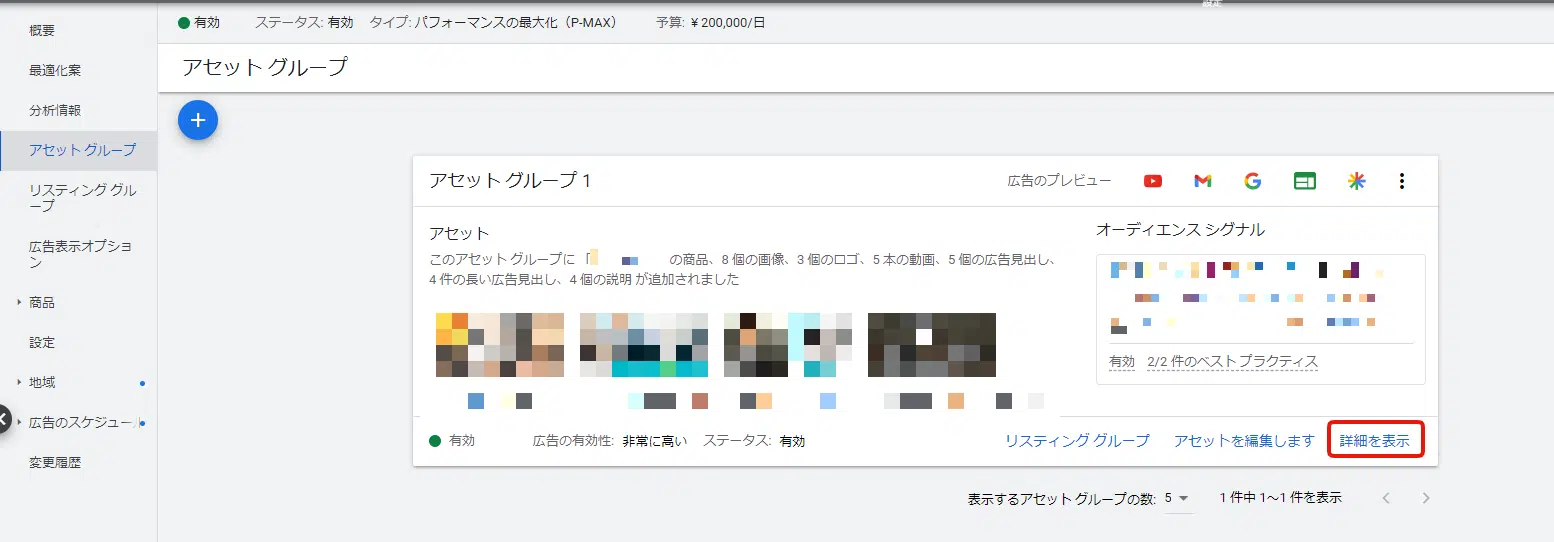 設定
有効 ステータス: 有効 タイプ: パフォーマンスの最大化（P-MAX） 予算: ￥200,000/日
概要
最適化案
分析情報
アセット グループ
リスティング グル
ープ
広告表示オプショ
ン
商品
設定
地域
広告のスケジュー
変更履歴
アセット グループ
+
アセット グループ 1
広告のプレビュー
アセット
このアセット グループに「 の商品、8 個の画像、3 個のロゴ、5 本の動画、5 個の広告見出し、
4 件の長い広告見出し、4 個の説明 が追加されました
オーディエンス シグナル
有効 2/2 件のベスト プラクティス
有効 広告の有効性: 非常に高い ステータス: 有効
リスティング グループ アセットを編集します 詳細を表示
表示するアセット グループの数: 5 1 件中 1～1 件を表示